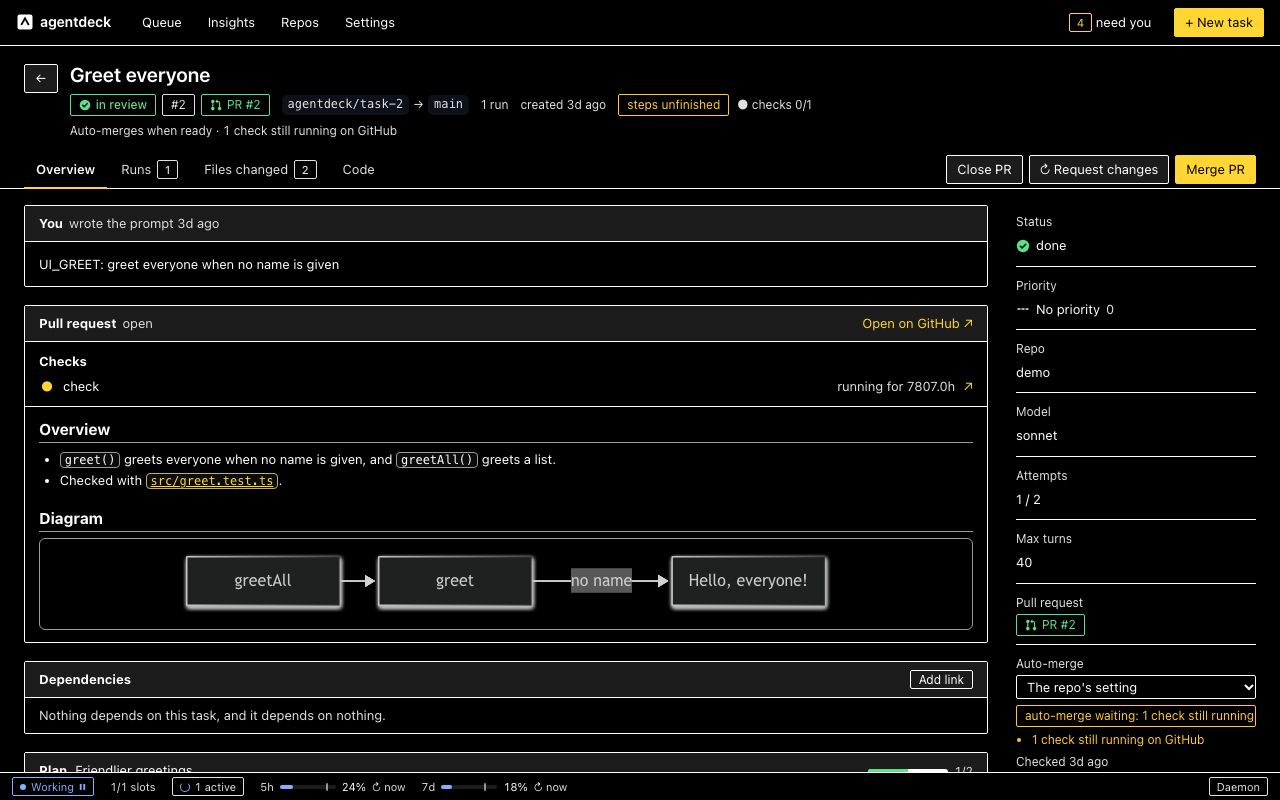 agentdeck Queue Insights Repos Settings 4 need you + New task
← Greet everyone
in review #2 PR #2 agentdeck/task-2 → main 1 run created 3d ago steps unfinished checks 0/1
Auto-merges when ready · 1 check still running on GitHub
Overview Runs 1 Files changed 2 Code Close PR ↻ Request changes Merge PR
You wrote the prompt 3d ago
UI_GREET: greet everyone when no name is given
Pull request open Open on GitHub ↗
Checks
check running for 7807.0h ↗
Overview
• greet() greets everyone when no name is given, and greetAll() greets a list.
• Checked with src/greet.test.ts.
Diagram
greetAll greet no name Hello, everyone!
Dependencies Add link
Nothing depends on this task, and it depends on nothing.
Plan Friendlier greetings 1/2
Status
done
Priority
--- No priority 0
Repo
demo
Model
sonnet
Attempts
1 / 2
Max turns
40
Pull request
PR #2
Auto-merge
The repo's setting
auto-merge waiting: 1 check still running
• 1 check still running on GitHub
Checked 3d ago
Working 1/1 slots 1 active 5h 24% ↻ now 7d 18% ↻ now Daemon